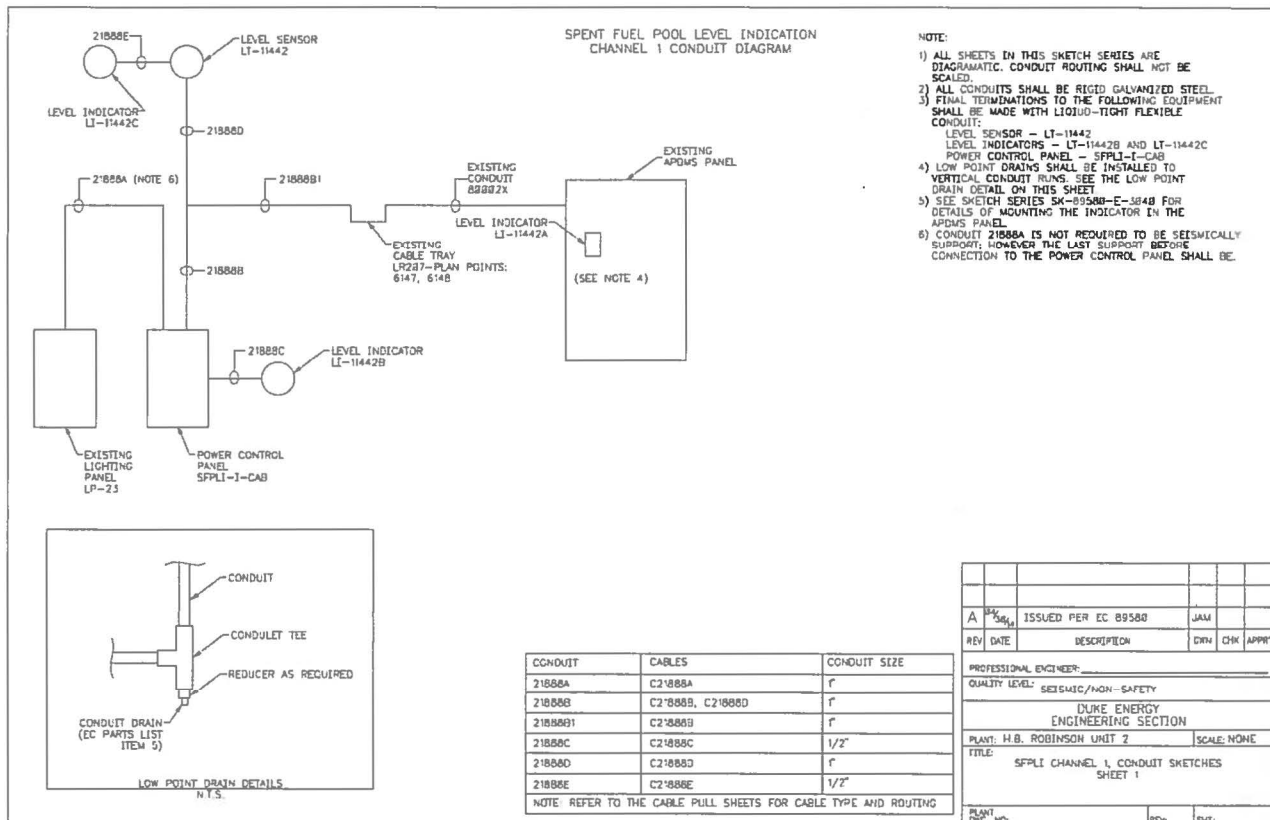 SPENT FUEL POOL LEVEL INDICATION
CHANNEL 1 CONDUIT DIAGRAM
21888E
LEVEL SENSOR
LT-11442
LEVEL INDICATOR
LI-11442C
21888D
21888A (NOTE 6)
21888B1
EXISTING
CONDUIT
80002X
EXISTING
APDMS PANEL
LEVEL INDICATOR
LI-11442A
(SEE NOTE 4)
EXISTING
CABLE TRAY
LR207-PLAN POINTS:
6147, 6148
21888B
21888C
LEVEL INDICATOR
LI-11442B
EXISTING
LIGHTING
PANEL
LP-23
POWER CONTROL
PANEL
SFPLI-I-CAB
NOTE:
1) ALL SHEETS IN THIS SKETCH SERIES ARE
DIAGRAMATIC. CONDUIT ROUTING SHALL NOT BE
SCALED.
2) ALL CONDUITS SHALL BE RIGID GALVANIZED STEEL.
3) FINAL TERMINATIONS TO THE FOLLOWING EQUIPMENT
SHALL BE MADE WITH LIQIUD-TIGHT FLEXIBLE
CONDUIT:
LEVEL SENSOR - LT-11442
LEVEL INDICATORS - LT-11442B AND LT-11442C
POWER CONTROL PANEL - SFPLI-I-CAB
4) LOW POINT DRAINS SHALL BE INSTALLED TO
VERTICAL CONDUIT RUNS. SEE THE LOW POINT
DRAIN DETAIL ON THIS SHEET
5) SEE SKETCH SERIES SK-89580-E-3040 FOR
DETAILS OF MOUNTING THE INDICATOR IN THE
APDMS PANEL
6) CONDUIT 21888A IS NOT REQUIRED TO BE SEISMICALLY
SUPPORT; HOWEVER THE LAST SUPPORT BEFORE
CONNECTION TO THE POWER CONTROL PANEL SHALL BE.
CONDUIT
CONDULET TEE
REDUCER AS REQUIRED
CONDUIT DRAIN
(EC PARTS LIST
ITEM 5)
LOW POINT DRAIN DETAILS
N.T.S.
CONDUIT CABLES CONDUIT SIZE
21888A C21888A 1"
21888B C21888B, C21888D 1"
21888B1 C21888B 1"
21888C C21888C 1/2"
21888D C21888D 1"
21888E C21888E 1/2"
NOTE: REFER TO THE CABLE PULL SHEETS FOR CABLE TYPE AND ROUTING
A ISSUED PER EC 89580 JAM
REV DATE DESCRIPTION DWN CHK APPR
PROFESSIONAL ENGINEER:
QUALITY LEVEL: SEISMIC/NON-SAFETY
DUKE ENERGY
ENGINEERING SECTION
PLANT: H.B. ROBINSON UNIT 2 SCALE: NONE
TITLE:
SFPLI CHANNEL 1, CONDUIT SKETCHES
SHEET 1
PLANT